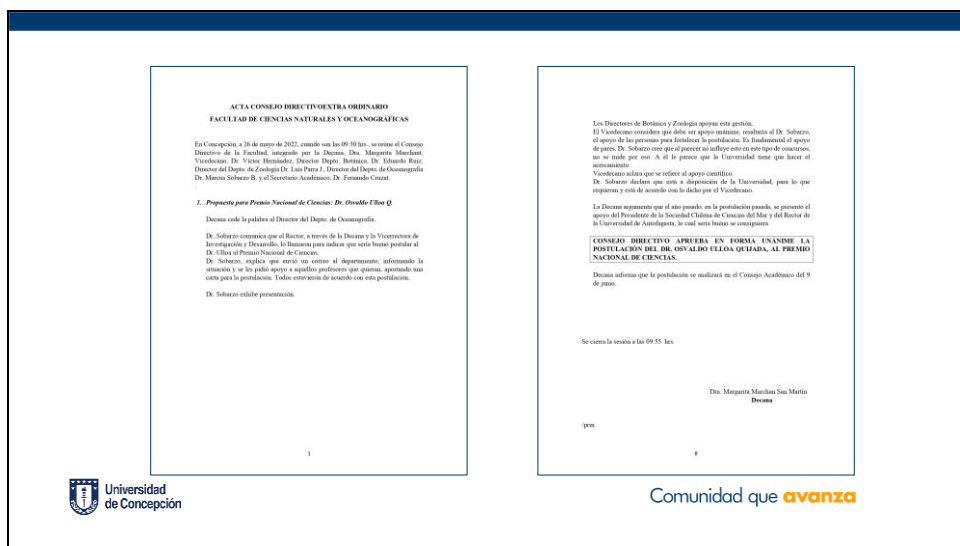 ACTA CONSEJO DIRECTIVOEXTRA ORDINARIO
FACULTAD DE CIENCIAS NATURALES Y OCEANOGRÁFICAS
En Concepción, a 26 de mayo de 2022, cuando son las 09:30 hrs., se reúne el Consejo
Directivo de la Facultad, integrado por la Decana, Dra. Margarita Marchant,
Vicedecano, Dr. Víctor Hernández, Director Depto. Botánica, Dr. Eduardo Ruiz,
Director del Depto. de Zoología Dr. Luis Parra J., Director del Depto. de Oceanografía
Dr. Marcus Sobarzo B. y el Secretario Académico, Dr. Fernando Cruzat.
.
1. Propuesta para Premio Nacional de Ciencias: Dr. Osvaldo Ulloa Q.
Decana cede la palabra al Director del Depto. de Oceanografía.
Dr. Sobarzo comunica que el Rector, a través de la Decana y la Vicerrectora de
Investigación y Desarrollo, lo llamaron para indicar que sería bueno postular al
Dr. Ulloa al Premio Nacional de Ciencias.
Dr. Sobarzo, explica que envió un correo al departamento, informando la
situación y se les pidió apoyo a aquellos profesores que quieran, aportando una
carta para la postulación. Todos estuvieron de acuerdo con esta postulación.
Dr. Sobarzo exhibe presentación.
1
Los Directores de Botánica y Zoología apoyan esta gestión.
El Vicedecano considera que debe ser apoyo unánime, resaltaría al Dr. Sobarzo,
el apoyo de las personas para fortalecer la postulación. Es fundamental el apoyo
de pares. Dr. Sobarzo cree que al parecer no influye esto en este tipo de concursos,
no se mide por eso. A él le parece que la Universidad tiene que hacer el
acercamiento.
Vicedecano aclara que se refiere al apoyo científico.
Dr. Sobarzo declara que está a disposición de la Universidad, para lo que
requieran y está de acuerdo con lo dicho por el Vicedecano.
La Decana argumenta que el año pasado, en la postulación pasada, se presentó el
apoyo del Presidente de la Sociedad Chilena de Ciencias del Mar y del Rector de
la Universidad de Antofagasta, lo cual sería bueno se consiguiera
CONSEJO DIRECTIVO APRUEBA EN FORMA UNÁNIME LA
POSTULACIÓN DEL DR. OSVALDO ULLOA QUIJADA, AL PREMIO
NACIONAL DE CIENCIAS.
Decana informa que la postulación se analizará en el Consejo Académico del 9
de junio.
Se cierra la sesión a las 09:55 hrs.
Dra. Margarita Marchan San Martín
Decana
/pou
8
Universidad
de Concepción
Comunidad que avanza